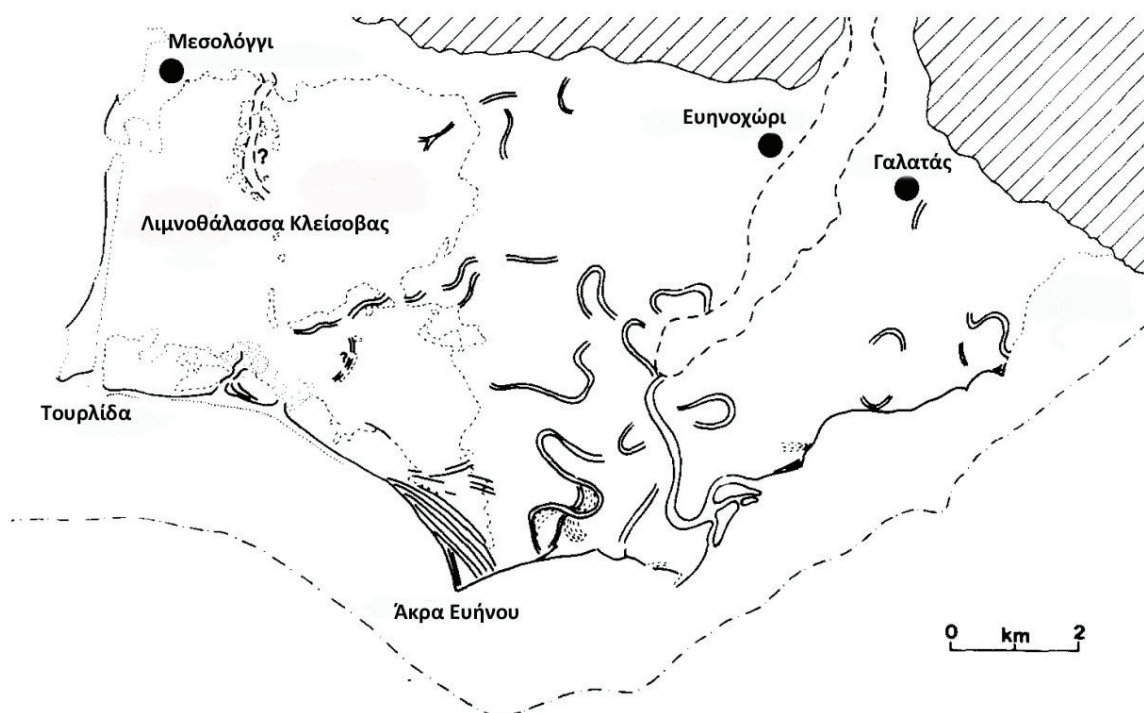 Μεσολόγγι
Ευηνοχώρι
Γαλατάς
?
Λιμνοθάλασσα Κλείσοβας
?
Τουρλίδα
Άκρα Ευήνου
0 km 2